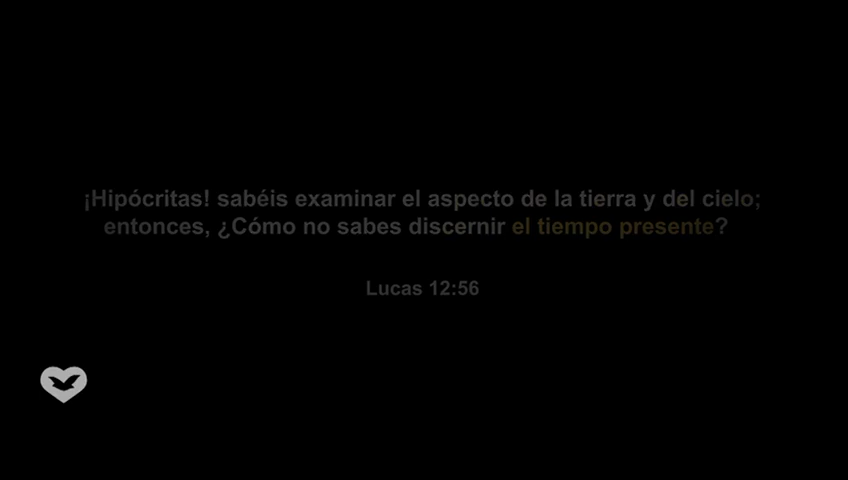 ¡Hipócritas! sabéis examinar el aspecto de la tierra y del cielo;
entonces, ¿Cómo no sabes discernir el tiempo presente?
Lucas 12:56